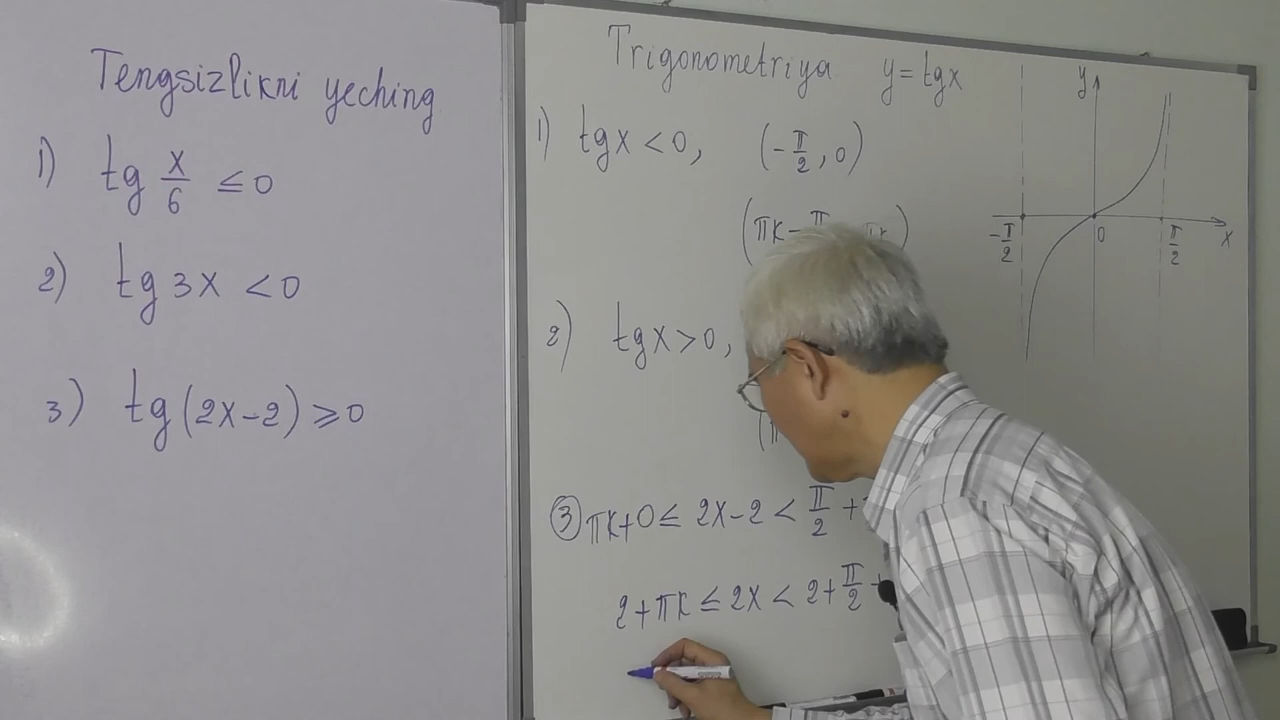 Tengsizlikni yeching
1) tg x/6 ≤ 0
2) tg 3x < 0
3) tg(2x-2) ≥ 0
Trigonometriya y = tgx
1) tgx < 0, (-π/2, 0)
(πk - π
2) tgx > 0,
③ πk+0 ≤ 2x-2 < π/2 +
2+πk ≤ 2x < 2+π/2 +
y
-π/2 0 π/2 x